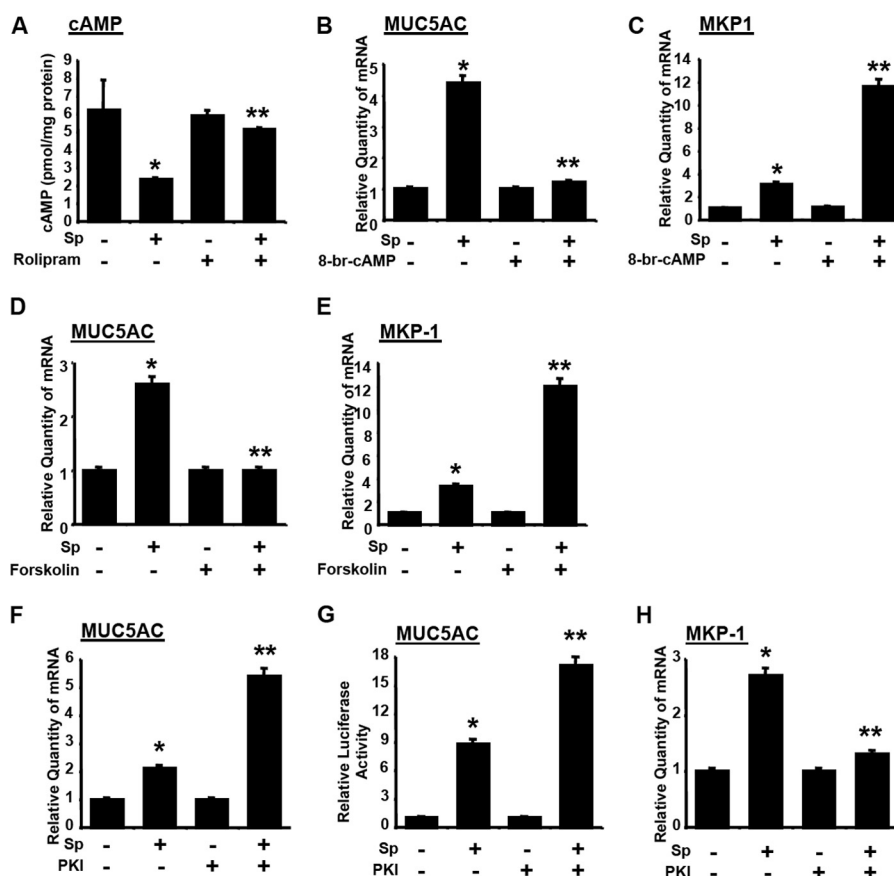 A cAMP
cAMP (pmol/mg protein)
9
8
7
6
5
4
3
2
1
0
* **
Sp - + - +
Rolipram - - + +
B MUC5AC
Relative Quantity of mRNA
5
4
3
2
1
0
* **
Sp - + - +
8-br-cAMP - - + +
C MKP1
Relative Quantity of mRNA
14
12
10
8
6
4
2
0
* **
Sp - + - +
8-br-cAMP - - + +
D MUC5AC
Relative Quantity of mRNA
3
2
1
0
* **
Sp - + - +
Forskolin - - + +
E MKP-1
Relative Quantity of mRNA
14
12
10
8
6
4
2
0
* **
Sp - + - +
Forskolin - - + +
F MUC5AC
Relative Quantity of mRNA
6
5
4
3
2
1
0
* **
Sp - + - +
PKI - - + +
G MUC5AC
Relative Luciferase
Activity
18
15
12
9
6
3
0
* **
Sp - + - +
PKI - - + +
H MKP-1
Relative Quantity of mRNA
3
2
1
0
* **
Sp - + - +
PKI - - + +